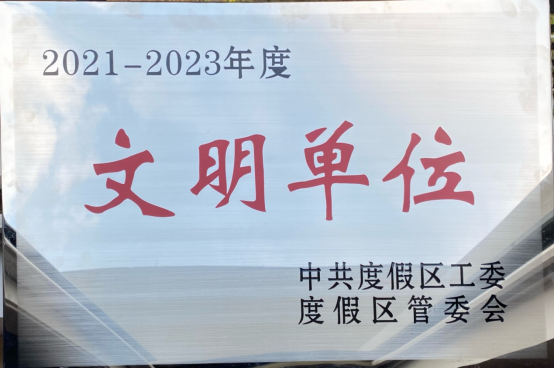 2021-2023年度
文明单位
中共度假区工委
度假区管委会